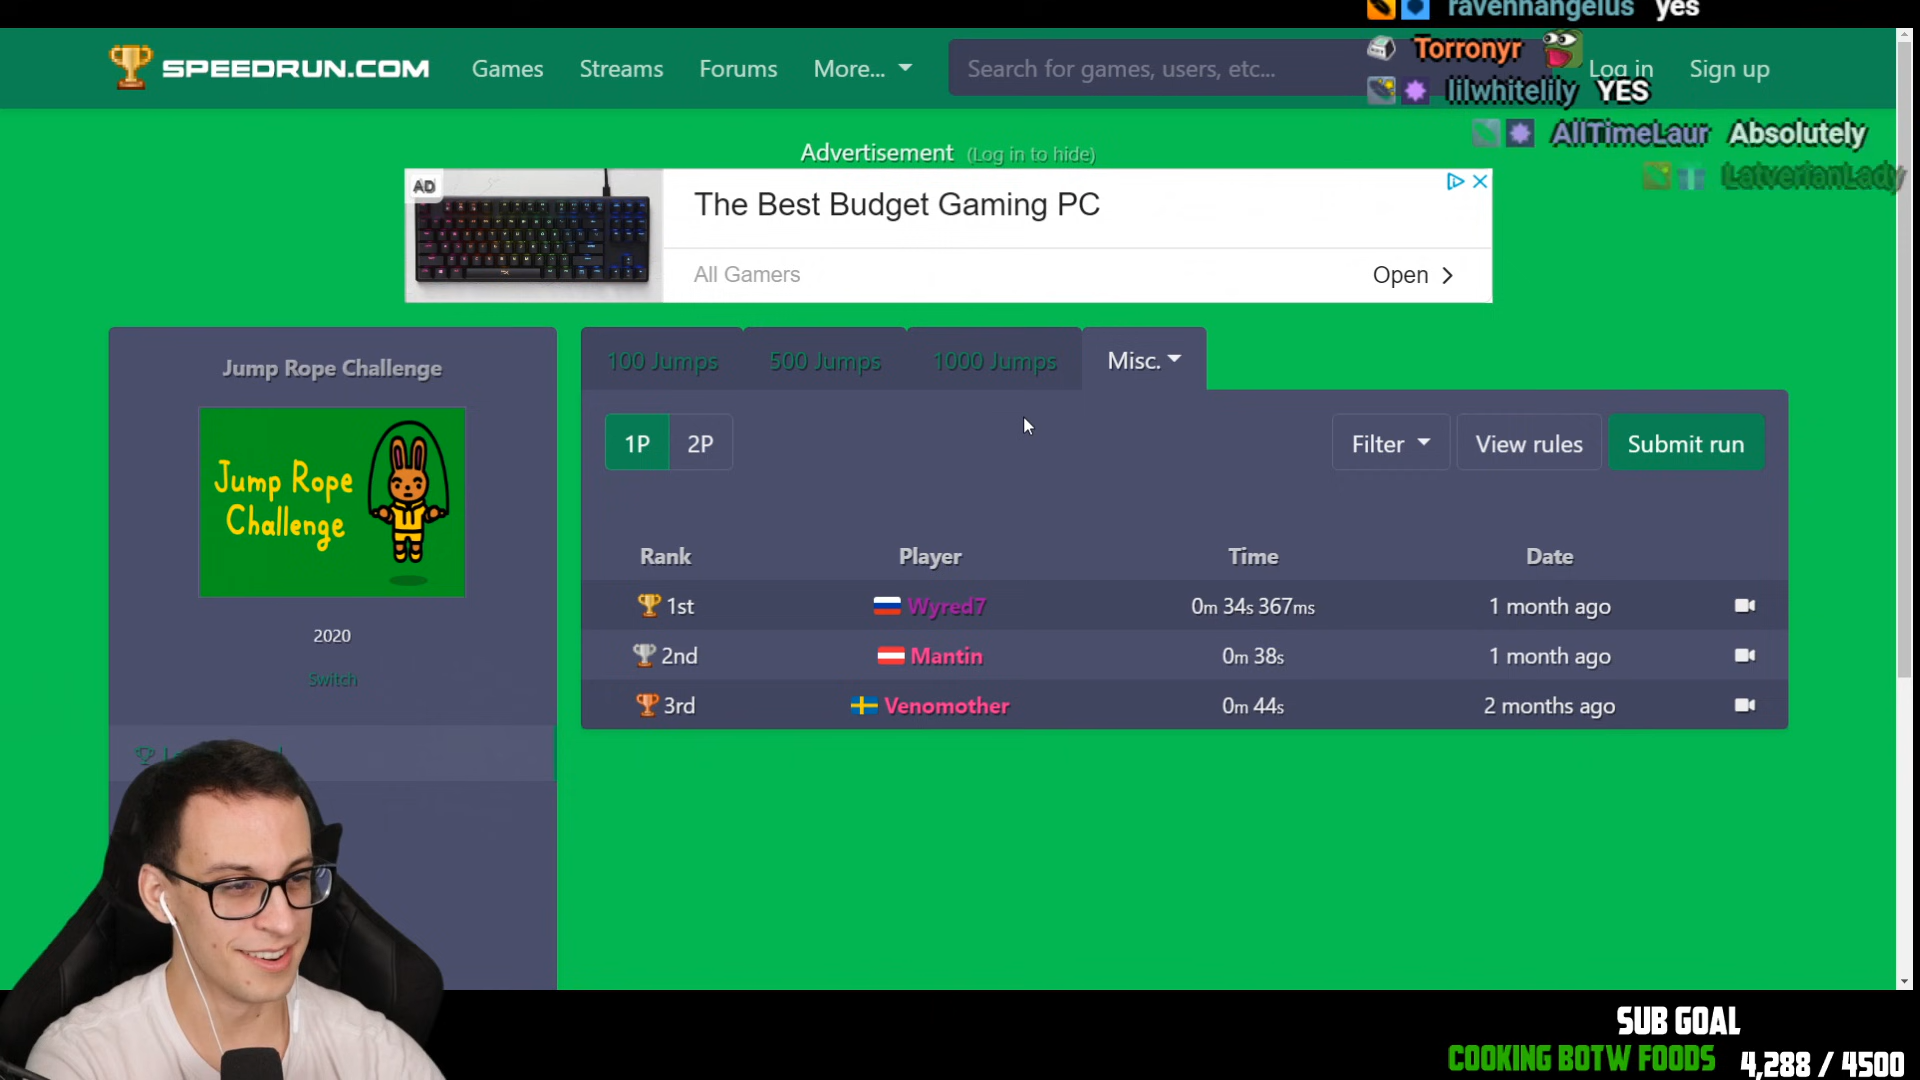 ravenhangelus yes
SPEEDRUN.COM Games Streams Forums More... Search for games, users, etc... Log in Sign up
Torronyr
lilwhitelily YES
AllTimeLaur Absolutely
LatverianLady
Advertisement (Log in to hide)
AD
The Best Budget Gaming PC
All Gamers
Open
Jump Rope Challenge
Jump Rope
Challenge
2020
Switch
100 Jumps 500 Jumps 1000 Jumps Misc.
1P 2P Filter View rules Submit run
Rank Player Time Date
1st Wyred7 0m 34s 367ms 1 month ago
2nd Mantin 0m 38s 1 month ago
3rd Venomother 0m 44s 2 months ago
SUB GOAL
COOKING BOTW FOODS 4,288 / 4500